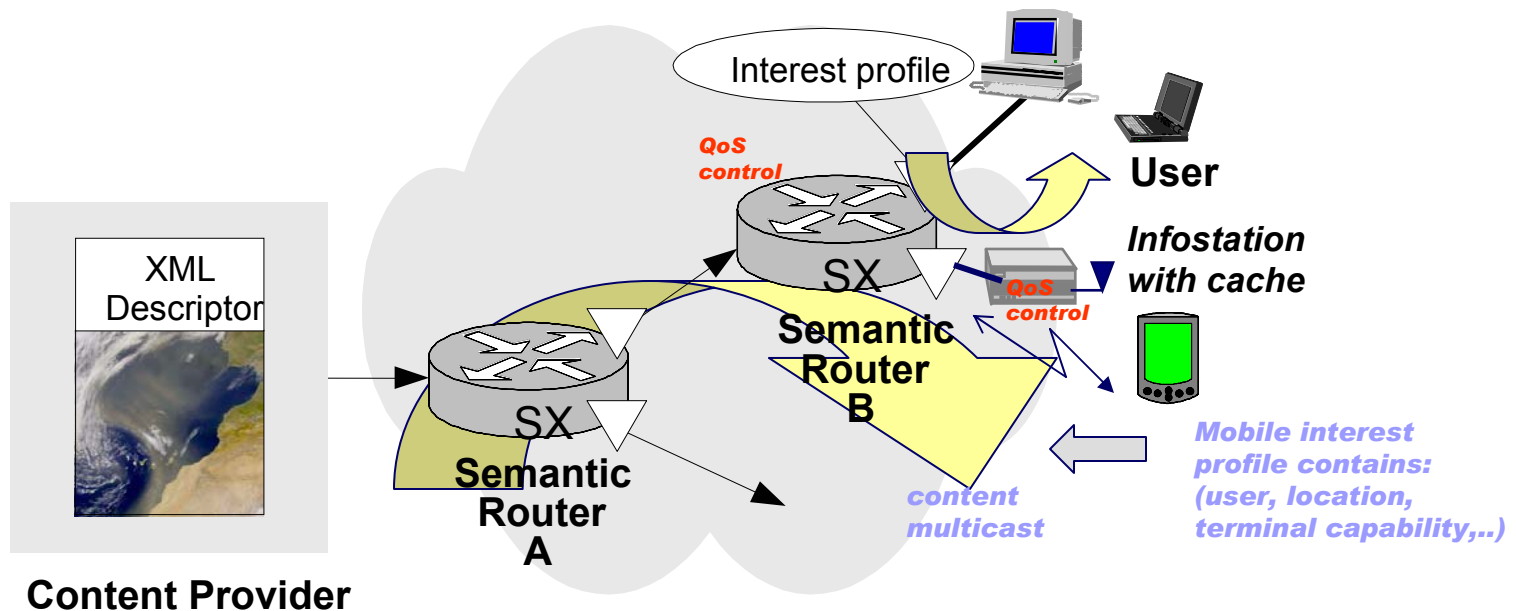 Interest profile
QoS
control
User
XML
Descriptor
SX
Infostation
with cache
QoS
control
Semantic
Router
B
SX
Semantic
Router
A
content
multicast
Mobile interest
profile contains:
(user, location,
terminal capability,..)
Content Provider